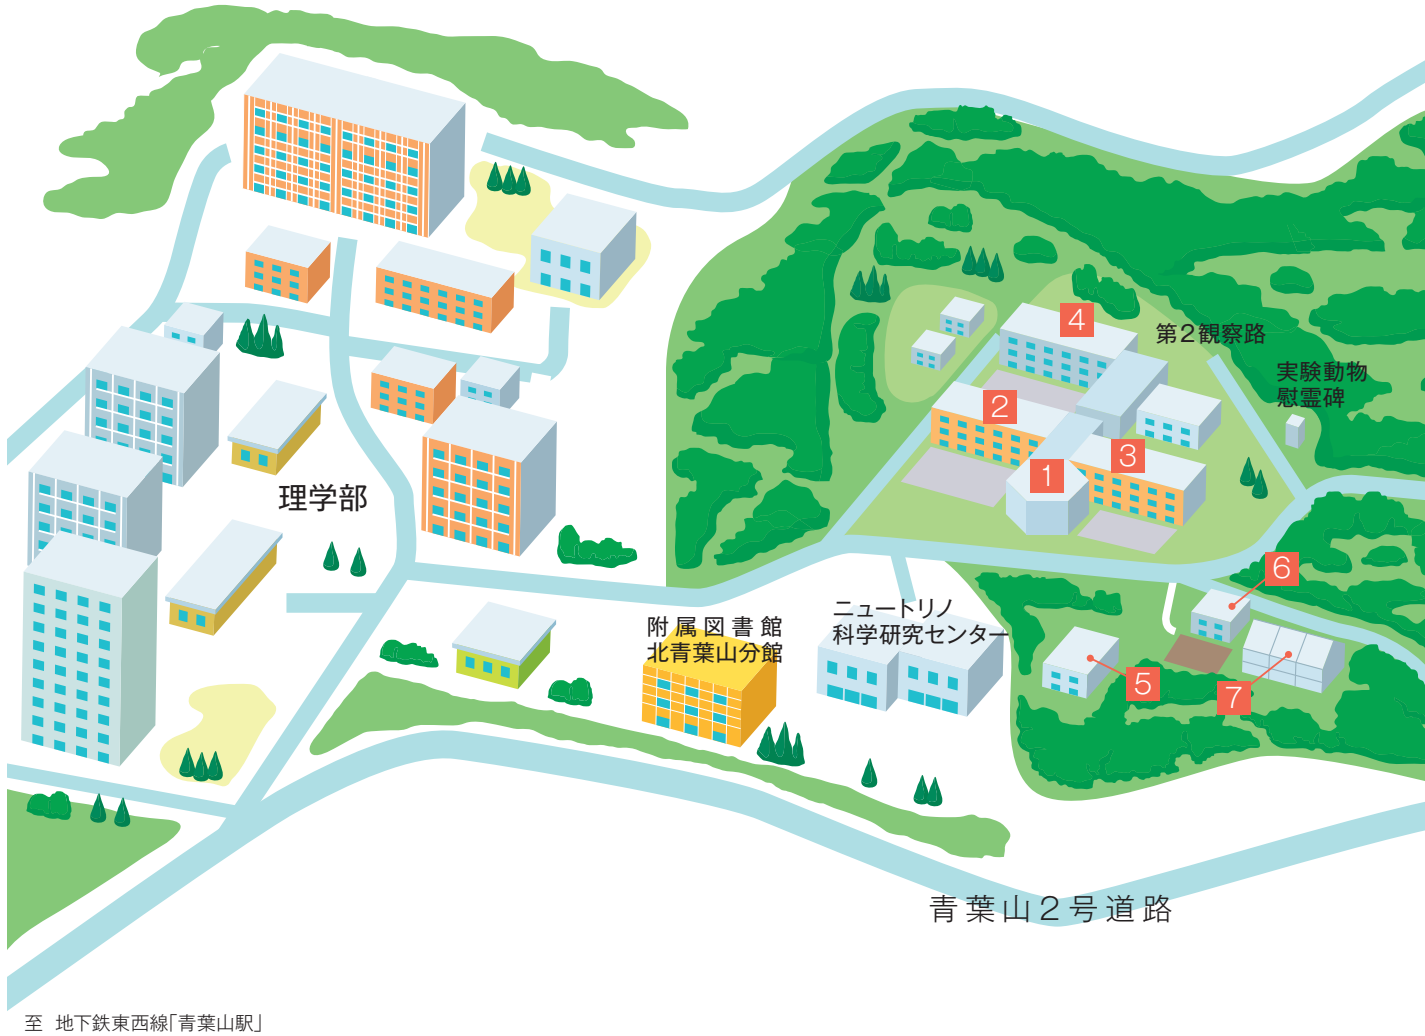 4
第2観察路
実験動物
慰霊碑
2
3
1
理学部
6
ニュートリノ
科学研究センター
附属図書館
北青葉山分館
5
7
青葉山2号道路
至 地下鉄東西線「青葉山駅」